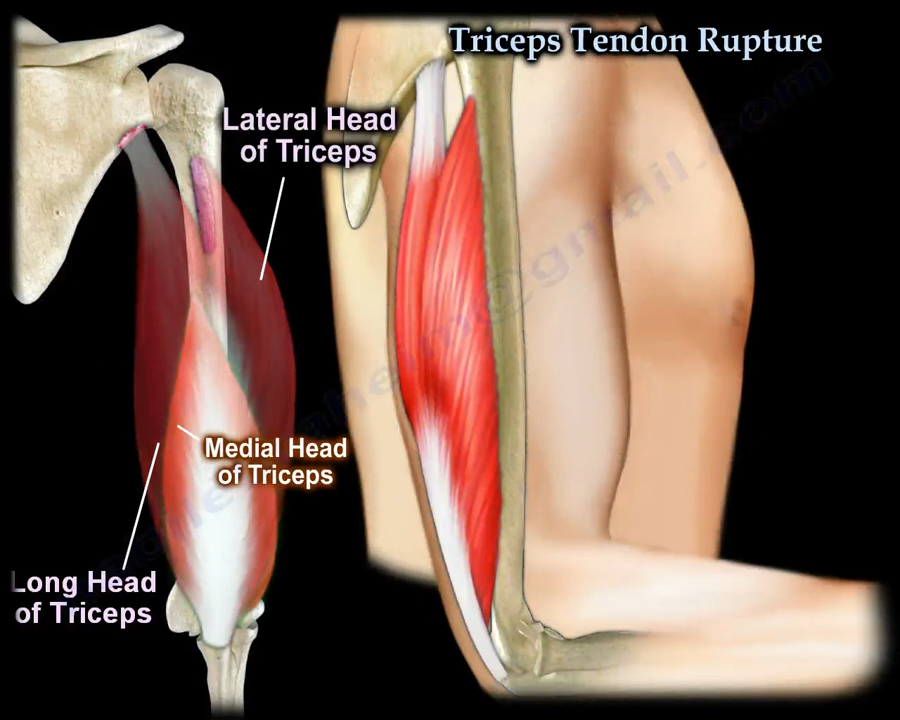 Triceps Tendon Rupture
Lateral Head
of Triceps
Medial Head
of Triceps
Long Head
of Triceps